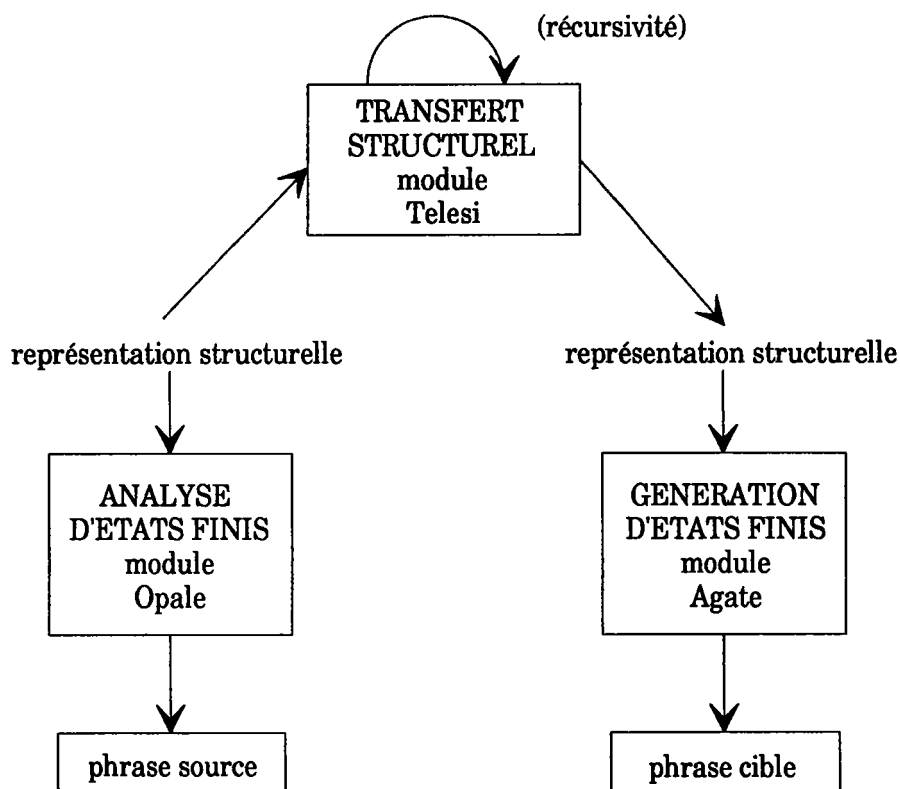 (récursivité)
TRANSFERT
STRUCTUREL
module
Telesi
représentation structurelle
représentation structurelle
ANALYSE
D'ETATS FINIS
module
Opale
GENERATION
D'ETATS FINIS
module
Agate
phrase source
phrase cible